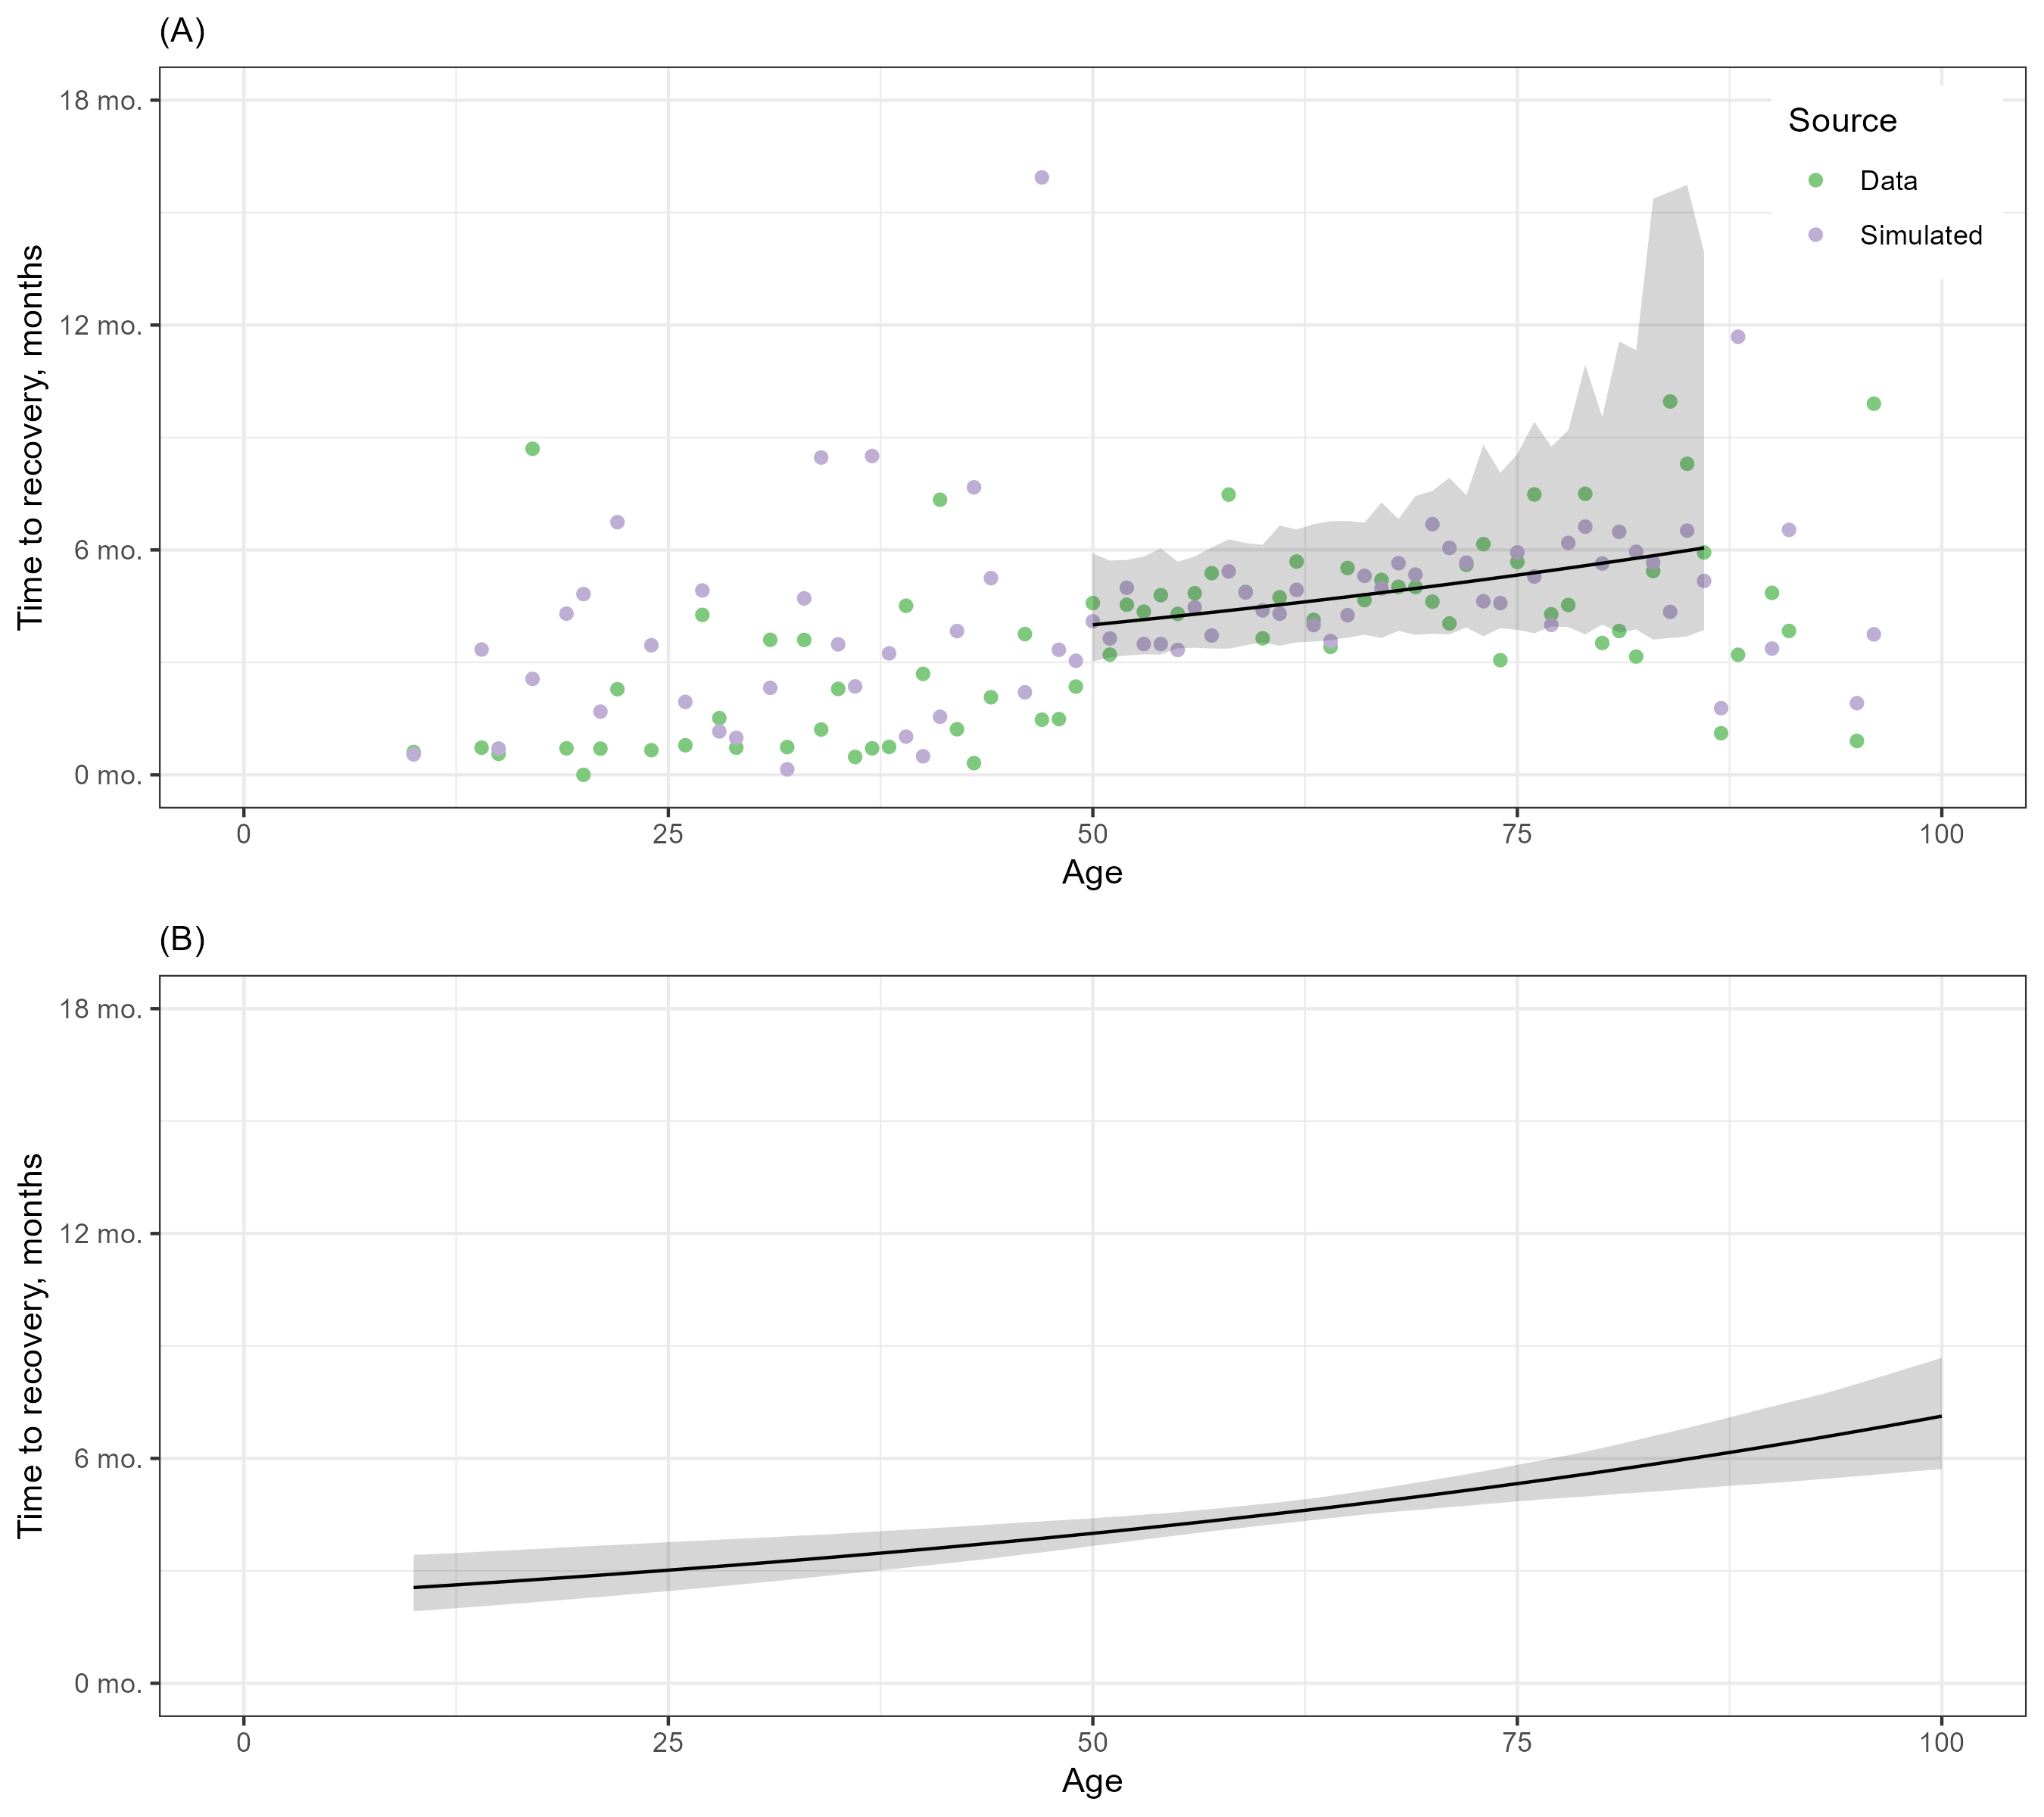 (A)
Time to recovery, months
18 mo.
12 mo.
6 mo.
0 mo.
Source
Data
Simulated
0 25 50 75 100
Age
(B)
Time to recovery, months
18 mo.
12 mo.
6 mo.
0 mo.
0 25 50 75 100
Age